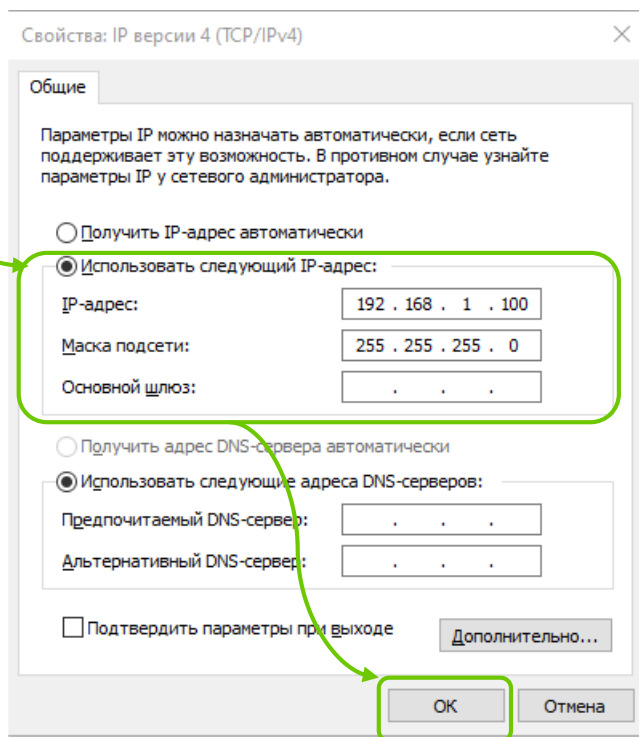 Свойства: IP версии 4 (TCP/IPv4)
Общие
Параметры IP можно назначать автоматически, если сеть
поддерживает эту возможность. В противном случае узнайте
параметры IP у сетевого администратора.
Получить IP-адрес автоматически
Использовать следующий IP-адрес:
IP-адрес: 192 . 168 . 1 . 100
Маска подсети: 255 . 255 . 255 . 0
Основной шлюз: . . .
Получить адрес DNS-сервера автоматически
Использовать следующие адреса DNS-серверов:
Предпочитаемый DNS-сервер: . . .
Альтернативный DNS-сервер: . . .
Подтвердить параметры при выходе
Дополнительно...
ОК Отмена